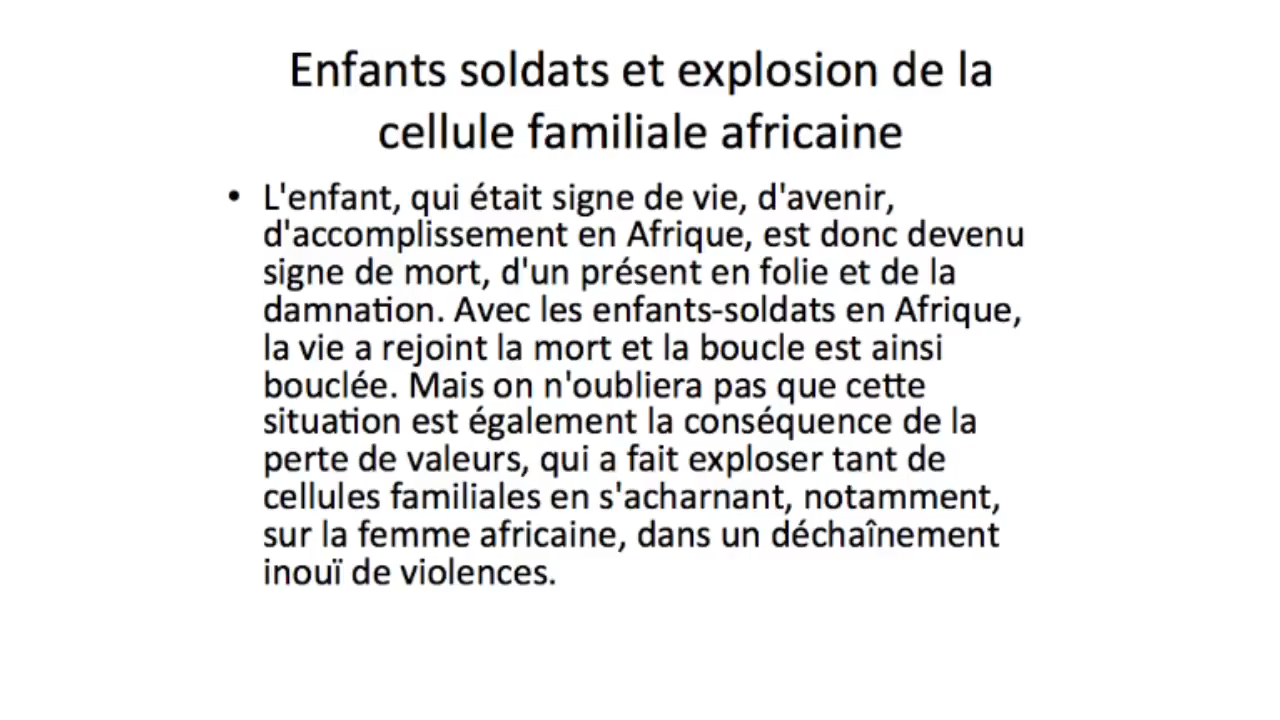 Enfants soldats et explosion de la
cellule familiale africaine
• L'enfant, qui était signe de vie, d'avenir,
d'accomplissement en Afrique, est donc devenu
signe de mort, d'un présent en folie et de la
damnation. Avec les enfants-soldats en Afrique,
la vie a rejoint la mort et la boucle est ainsi
bouclée. Mais on n'oubliera pas que cette
situation est également la conséquence de la
perte de valeurs, qui a fait exploser tant de
cellules familiales en s'acharnant, notamment,
sur la femme africaine, dans un déchaînement
inouï de violences.